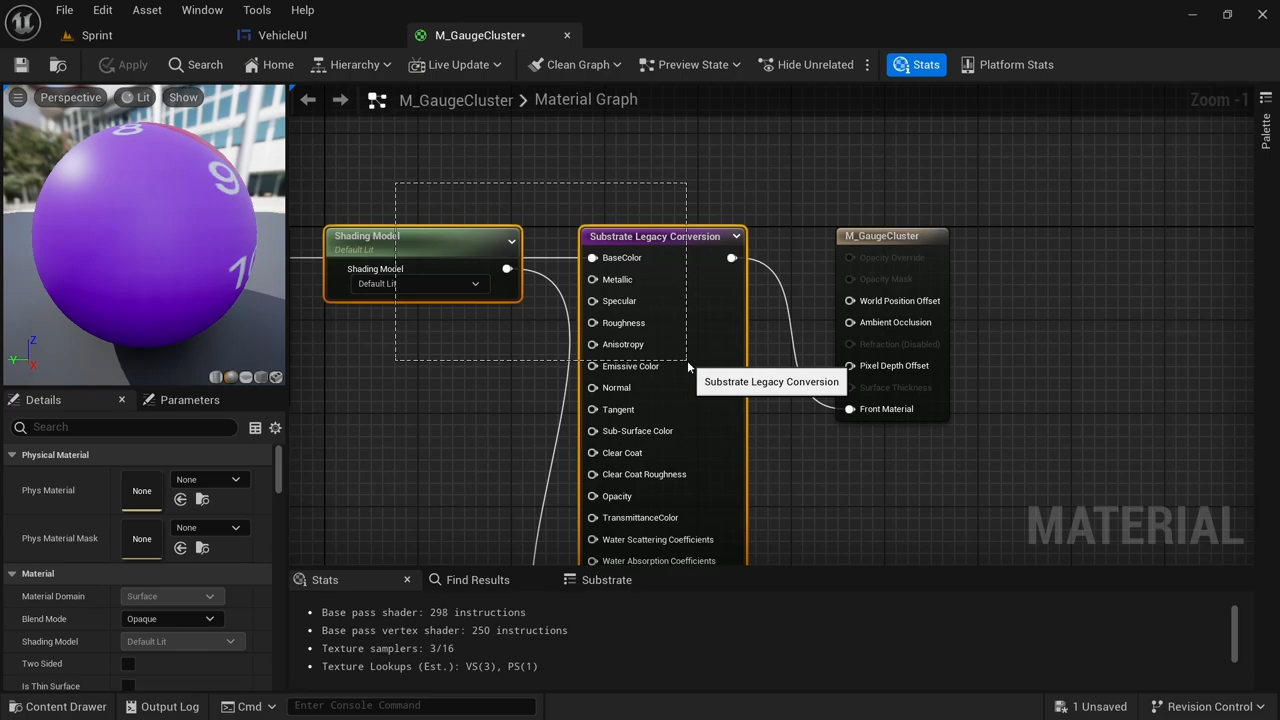 File Edit Asset Window Tools Help
Sprint VehicleUI M_GaugeCluster*
Apply Search Home Hierarchy Live Update Clean Graph Preview State Hide Unrelated Stats Platform Stats
Perspective Lit Show
M_GaugeCluster > Material Graph Zoom -1
Palette
8
9
Z
Y
X
Shading Model
Default Lit
Shading Model
Default Lit
Substrate Legacy Conversion
BaseColor
Metallic
Specular
Roughness
Anisotropy
Emissive Color
Normal
Tangent
Sub-Surface Color
Clear Coat
Clear Coat Roughness
Opacity
TransmittanceColor
Water Scattering Coefficients
Water Absorption Coefficients
Substrate Legacy Conversion
M_GaugeCluster
Opacity Override
Opacity Mask
World Position Offset
Ambient Occlusion
Refraction (Disabled)
Pixel Depth Offset
Surface Thickness
Front Material
MATERIAL
Details Parameters
Search
Physical Material
Phys Material None None
Phys Material Mask None None
Material
Material Domain Surface
Blend Mode Opaque
Shading Model Default Lit
Two Sided
Is Thin Surface
Stats Find Results Substrate
• Base pass shader: 298 instructions
• Base pass vertex shader: 250 instructions
• Texture samplers: 3/16
• Texture Lookups (Est.): VS(3), PS(1)
Content Drawer Output Log Cmd Enter Console Command 1 Unsaved Revision Control